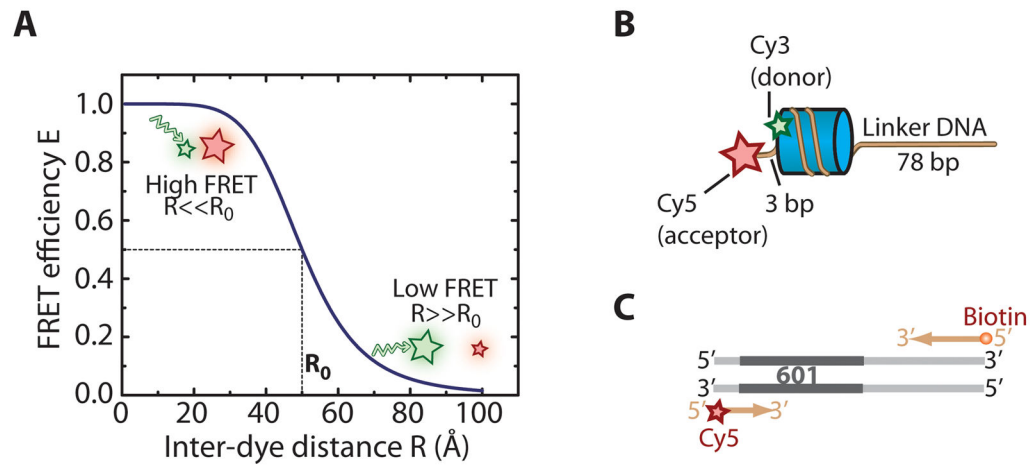 A
FRET efficiency E
1.0
0.8
0.6
0.4
0.2
0.0
High FRET
R<<R₀
Low FRET
R>>R₀
R₀
0 20 40 60 80 100
Inter-dye distance R (Å)
B
Cy3
(donor)
Linker DNA
78 bp
3 bp
Cy5
(acceptor)
C
Biotin
3′ 5′
5′ 3′
601
3′ 5′
5′ 3′
Cy5